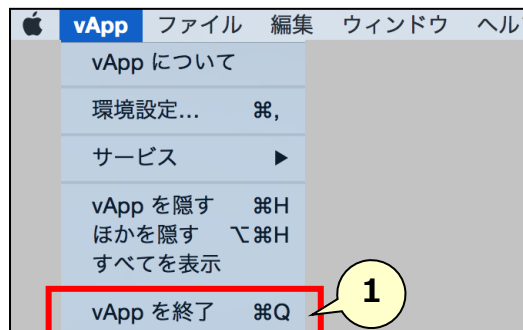 vApp ファイル 編集 ウィンドウ ヘル
vApp について
環境設定... ⌘,
サービス ▶
vApp を隠す ⌘H
ほかを隠す ⌥⌘H
すべてを表示
vApp を終了 ⌘Q
1